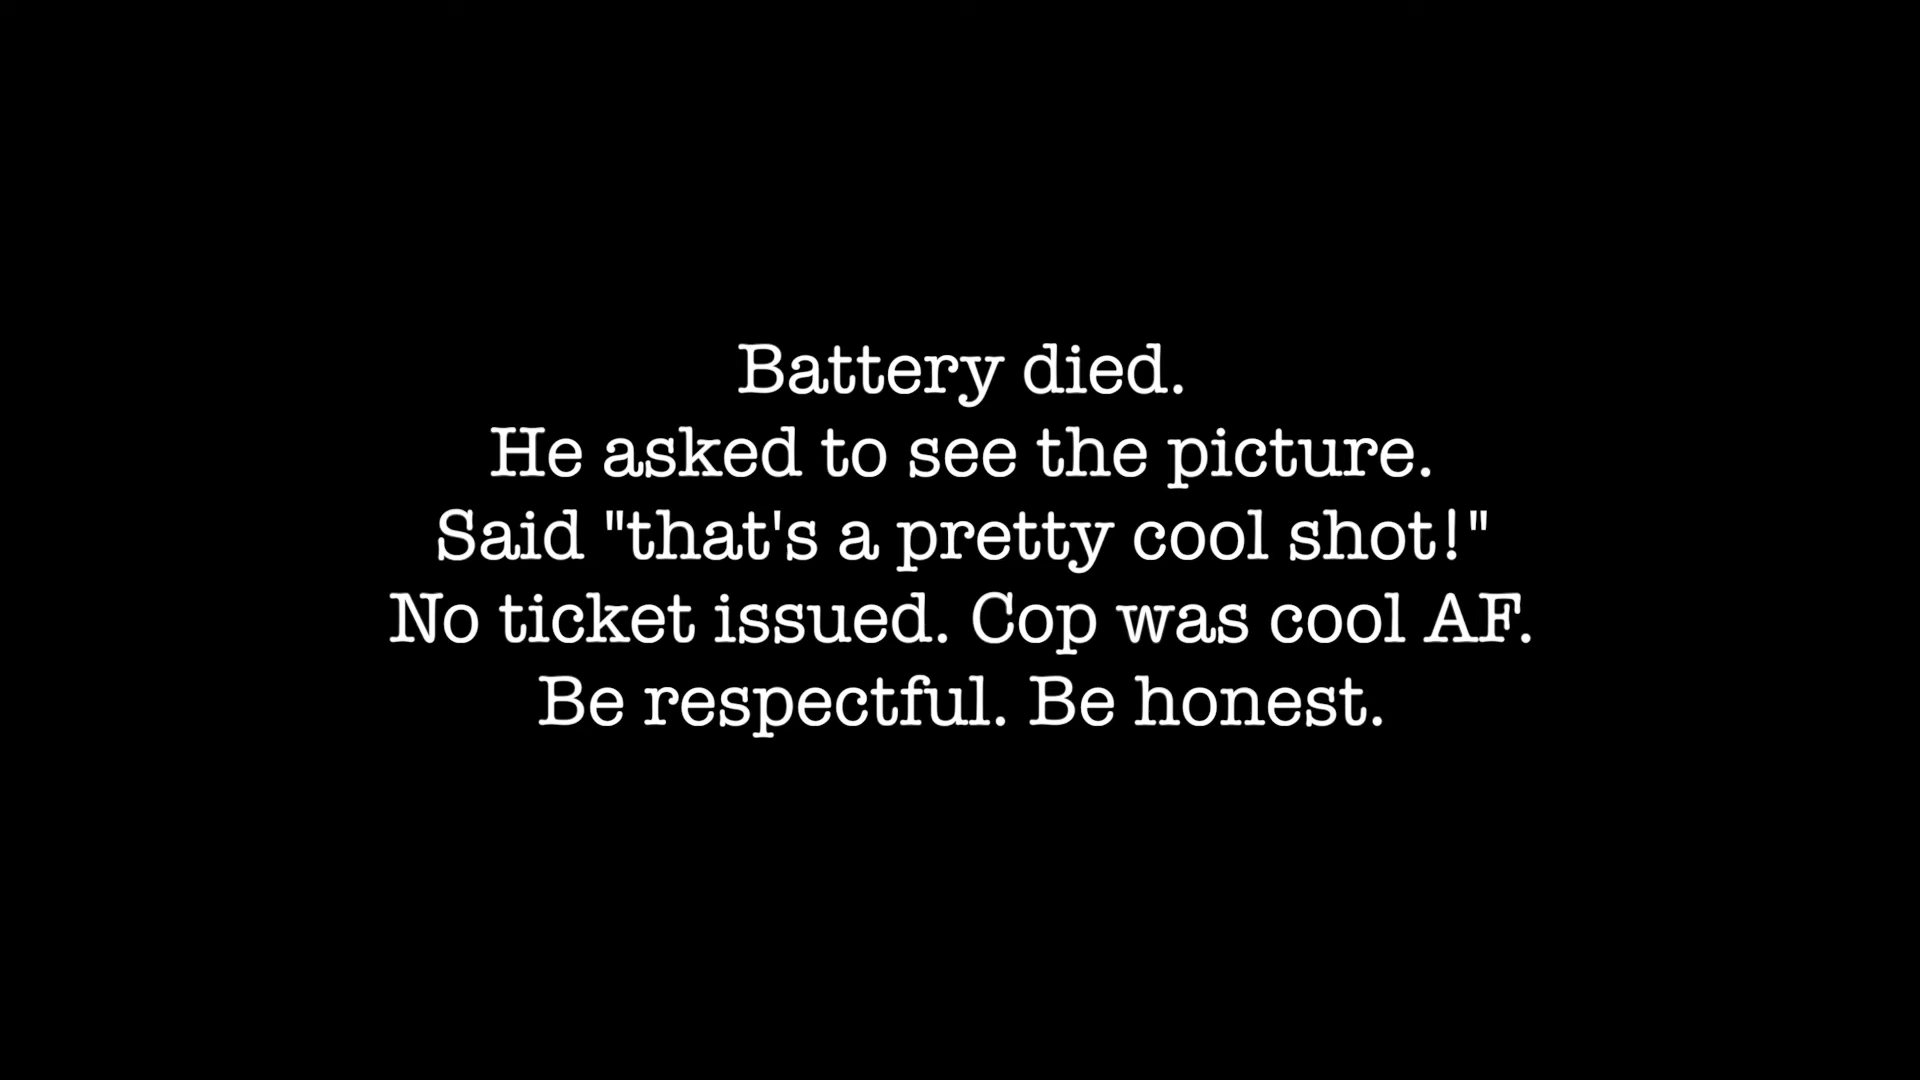 Battery died.
He asked to see the picture.
Said "that's a pretty cool shot!"
No ticket issued. Cop was cool AF.
Be respectful. Be honest.